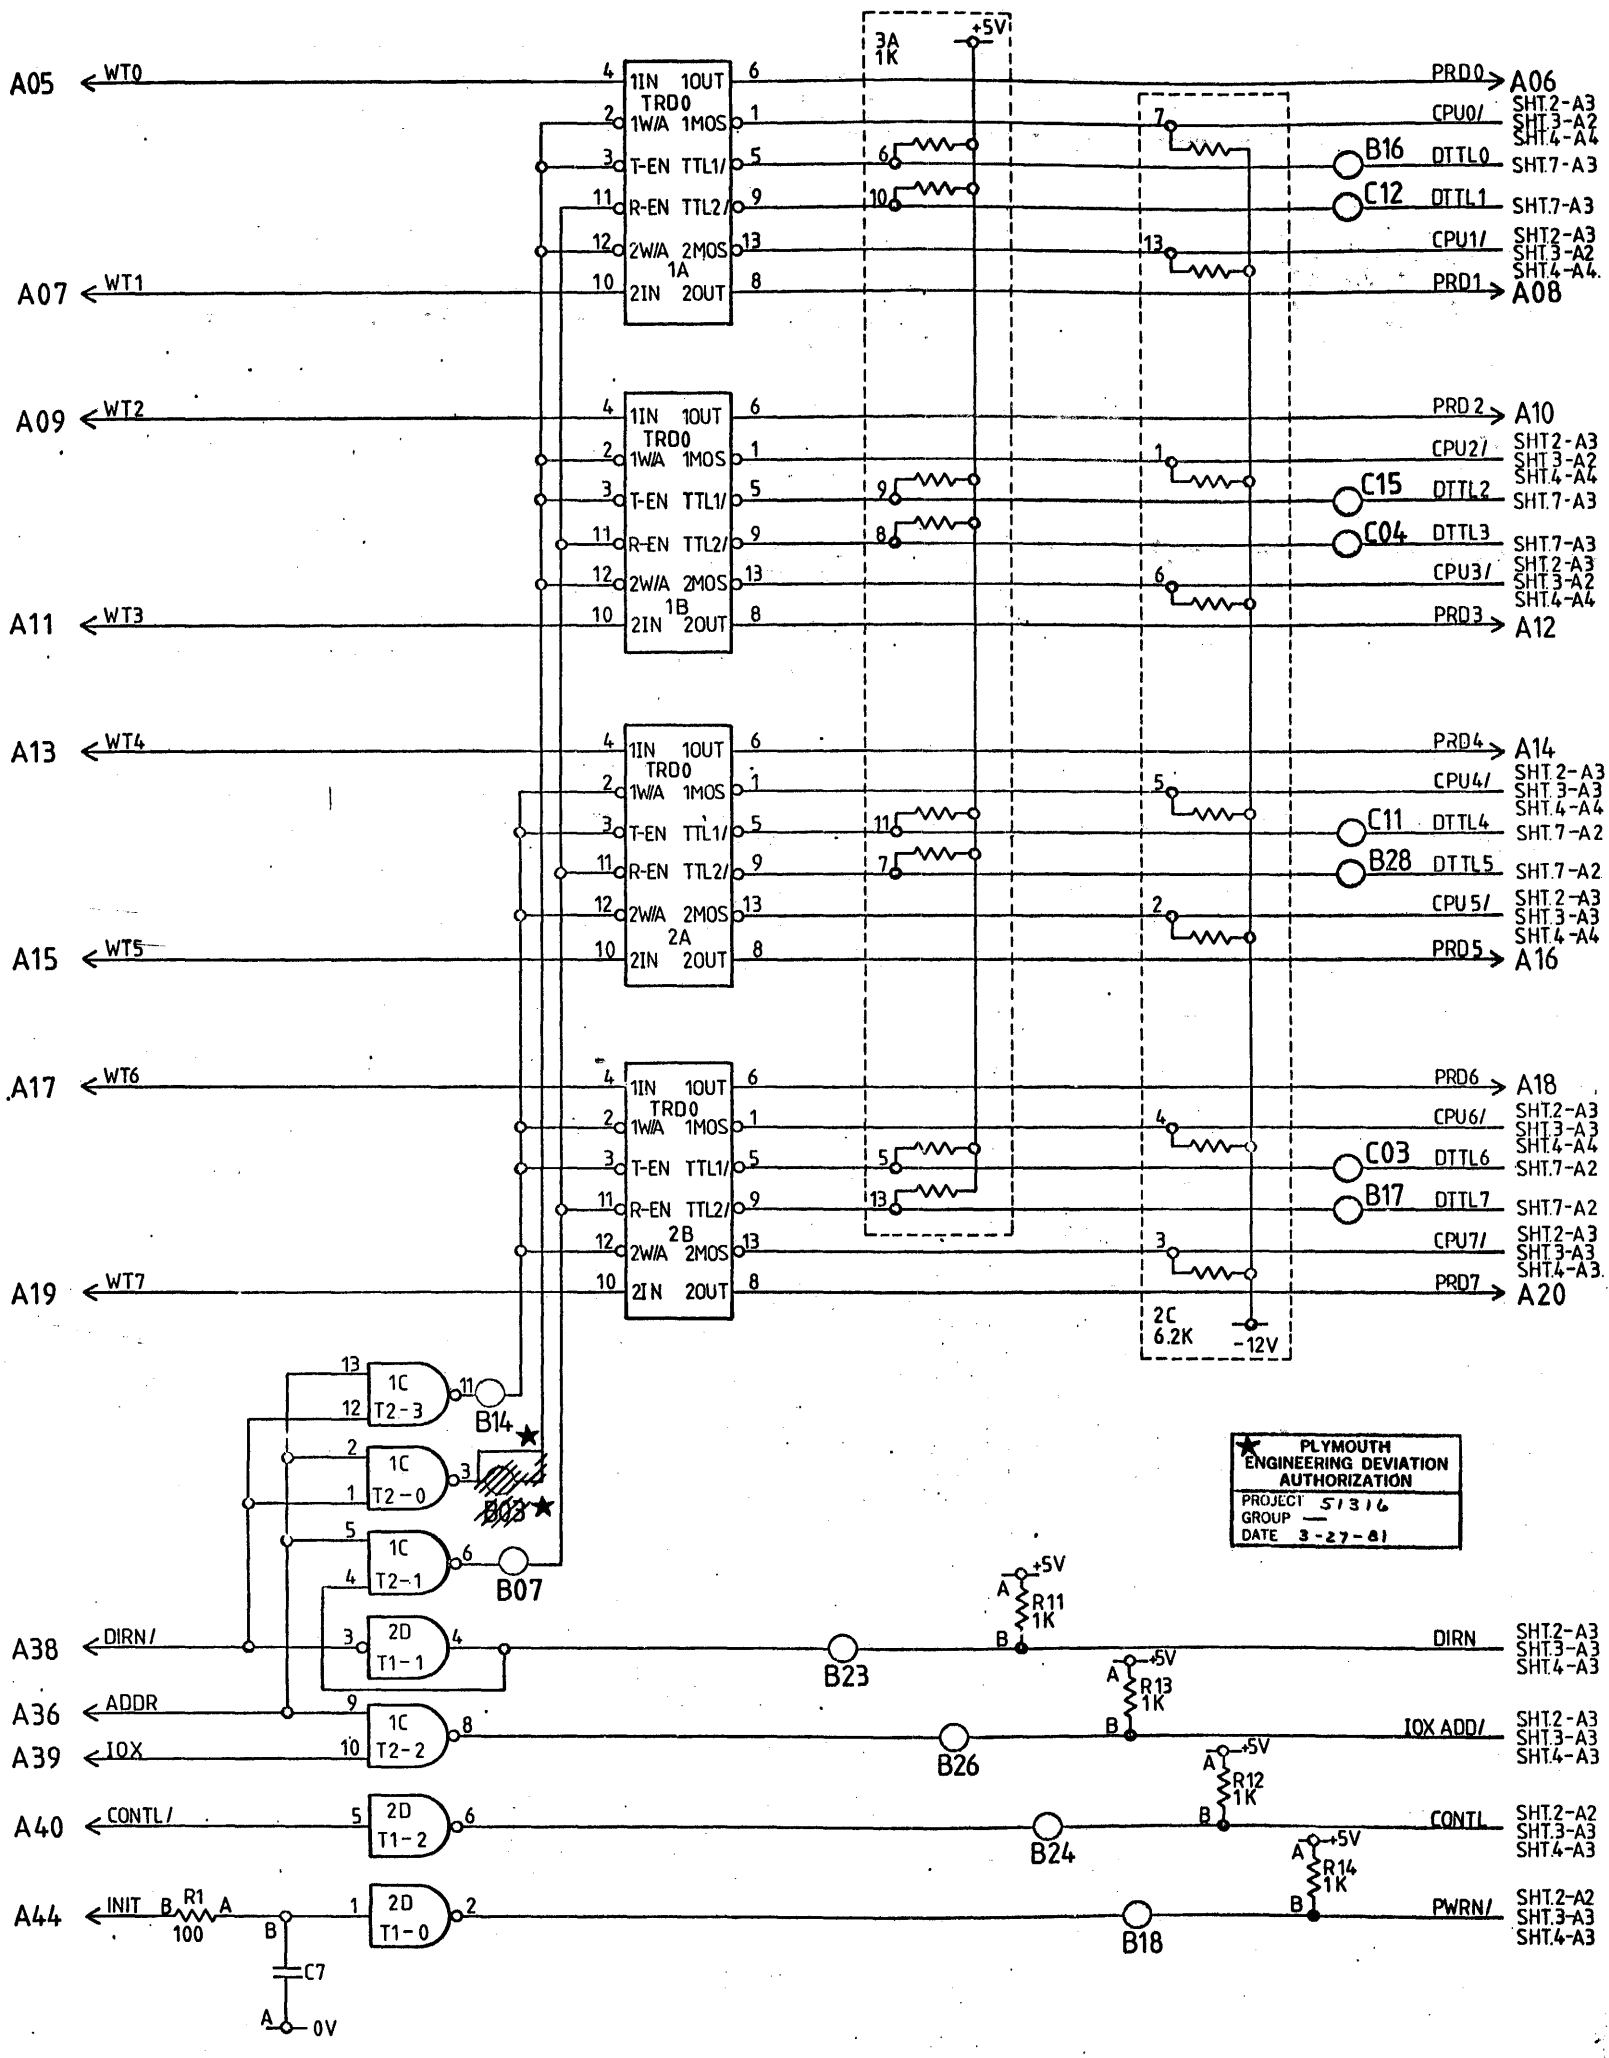 3A
1K
+5V
A05 WT0 4 1IN 1OUT 6 PRD0 A06
TRD0
2 1W/A 1MOS 1 7 CPU0/ SHT.2-A3
SHT.3-A2
SHT.4-A4
3 T-EN TTL1/ 5 6 B16 DTTL0 SHT.7-A3
11 R-EN TTL2/ 9 10 C12 DTTL1 SHT.7-A3
12 2W/A 2MOS 13 13 CPU1/ SHT.2-A3
SHT.3-A2
SHT.4-A4.
1A
A07 WT1 10 2IN 2OUT 8 PRD1 A08
A09 WT2 4 1IN 1OUT 6 PRD2 A10
TRD0
2 1W/A 1MOS 1 1 CPU2/ SHT2-A3
SHT.3-A2
SHT.4-A4
3 T-EN TTL1/ 5 9 C15 DTTL2 SHT.7-A3
11 R-EN TTL2/ 9 8 C04 DTTL3 SHT.7-A3
12 2W/A 2MOS 13 6 CPU3/ SHT.2-A3
SHT.3-A2
SHT.4-A4
1B
A11 WT3 10 2IN 2OUT 8 PRD3 A12
A13 WT4 4 1IN 1OUT 6 PRD4 A14
TRD0
2 1W/A 1MOS 1 5 CPU4/ SHT.2-A3
SHT.3-A3
SHT.4-A4
3 T-EN TTL1/ 5 11 C11 DTTL4 SHT.7-A2
11 R-EN TTL2/ 9 7 B28 DTTL5 SHT.7-A2
12 2W/A 2MOS 13 2 CPU5/ SHT.2-A3
SHT.3-A3
SHT.4-A4
2A
A15 WT5 10 2IN 2OUT 8 PRD5 A16
A17 WT6 4 1IN 1OUT 6 PRD6 A18
TRD0
2 1W/A 1MOS 1 4 CPU6/ SHT.2-A3
SHT.3-A3
SHT.4-A4
3 T-EN TTL1/ 5 5 C03 DTTL6 SHT.7-A2
11 R-EN TTL2/ 9 13 B17 DTTL7 SHT.7-A2
12 2W/A 2MOS 13 3 CPU7/ SHT.2-A3
SHT.3-A3
SHT.4-A3.
2B
A19 WT7 10 2IN 2OUT 8 PRD7 A20
2C
6.2K
-12V
13 1C 11
12 T2-3 B14 ★
2 1C 3
1 T2-0 B03 ★
5 1C 6
4 T2-1 B07
★ PLYMOUTH
ENGINEERING DEVIATION
AUTHORIZATION
PROJECT 51316
GROUP —
DATE 3-27-81
+5V
A R11
1K
A38 DIRN/ 3 2D 4 B23 B DIRN SHT.2-A3
T1-1 SHT.3-A3
SHT.4-A3
+5V
A R13
1K
A36 ADDR 9 1C 8 B26 B IOX ADD/ SHT.2-A3
A39 IOX 10 T2-2 SHT.3-A3
SHT.4-A3
+5V
A R12
1K
A40 CONTL/ 5 2D 6 B24 B CONTL SHT.2-A2
T1-2 SHT.3-A3
SHT.4-A3
+5V
A R14
1K
A44 INIT B R1 A 1 2D 2 B18 B PWRN/ SHT.2-A2
100 B T1-0 SHT.3-A3
SHT.4-A3
C7
A 0V